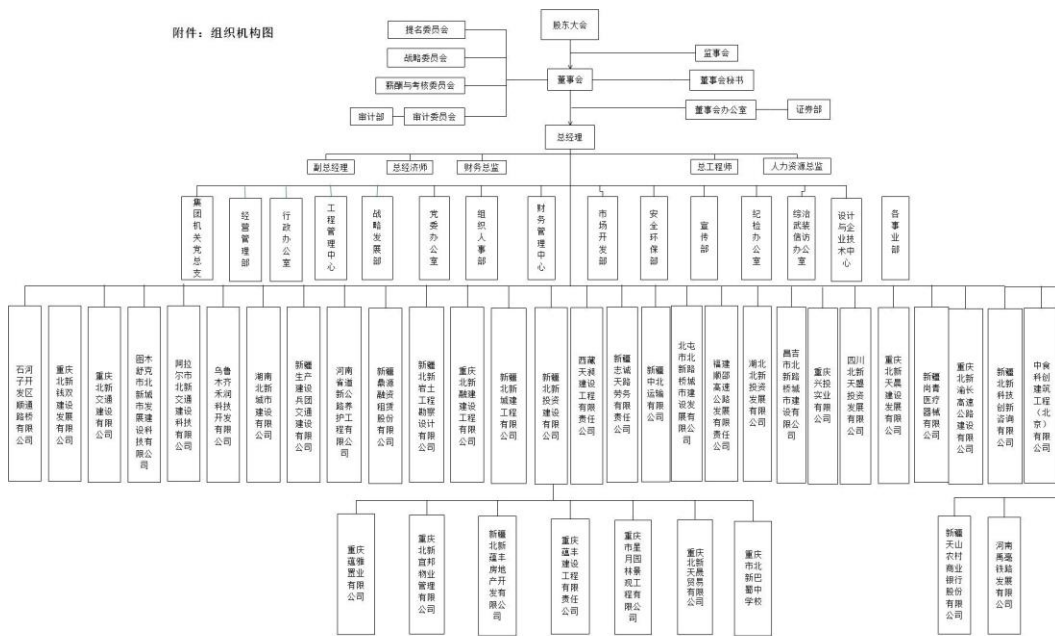 附件：组织机构图
股东大会
提名委员会
战略委员会
薪酬与考核委员会
审计部
审计委员会
监事会
董事会
董事会秘书
董事会办公室
证券部
总经理
副总经理
总经济师
财务总监
总工程师
人力资源总监
集团机关党总支
经营管理部
行政办公室
工程管理中心
战略发展部
党委办公室
组织人事部
财务管理中心
市场开发部
安全环保部
宣传部
纪检办公室
综治武装信访办公室
设计与企业技术中心
各事业部
石河子开发区顺通路桥有限公司
重庆北新钱双建设发展有限公司
重庆北新交通建设有限公司
图木舒克市北新城市发展建设科技有限公司
阿拉尔市北新交通建设科技有限公司
乌鲁木齐禾润科技开发有限公司
湖南北新城市建设有限公司
新疆生产建设兵团交通建设有限公司
河南省道新公路养护工程有限公司
新疆鼎源融资租赁股份有限公司
新疆北新岩土工程勘察设计有限公司
重庆北新融建建设工程有限公司
新疆北新城建工程有限公司
新疆北新投资建设有限公司
西藏天昶建设工程有限责任公司
新疆志诚天路劳务有限责任公司
新疆中北运输有限公司
北屯市北新路桥城市建设发展有限公司
福建顺邵高速公路发展有限责任公司
湖北北新投资发展有限公司
昌吉市北新路桥城市建设有限公司
重庆兴投实业有限公司
四川北新天曌投资发展有限公司
重庆北新天晨建设发展有限公司
新疆尚青医疗器械有限公司
重庆北新渝长高速公路建设有限公司
新疆北新科技创新咨询有限公司
中食科创建筑工程（北京）有限公司
重庆蕴雅置业有限公司
重庆北新宜邦物业管理有限公司
新疆北新蕴丰房地产开发有限公司
重庆蕴丰建设工程有限责任公司
重庆市星月园林景观工程有限公司
重庆北新天晟贸易有限公司
重庆市北新巴蜀中学校
新疆天山农村商业银行股份有限公司
河南禹亳铁路发展有限公司